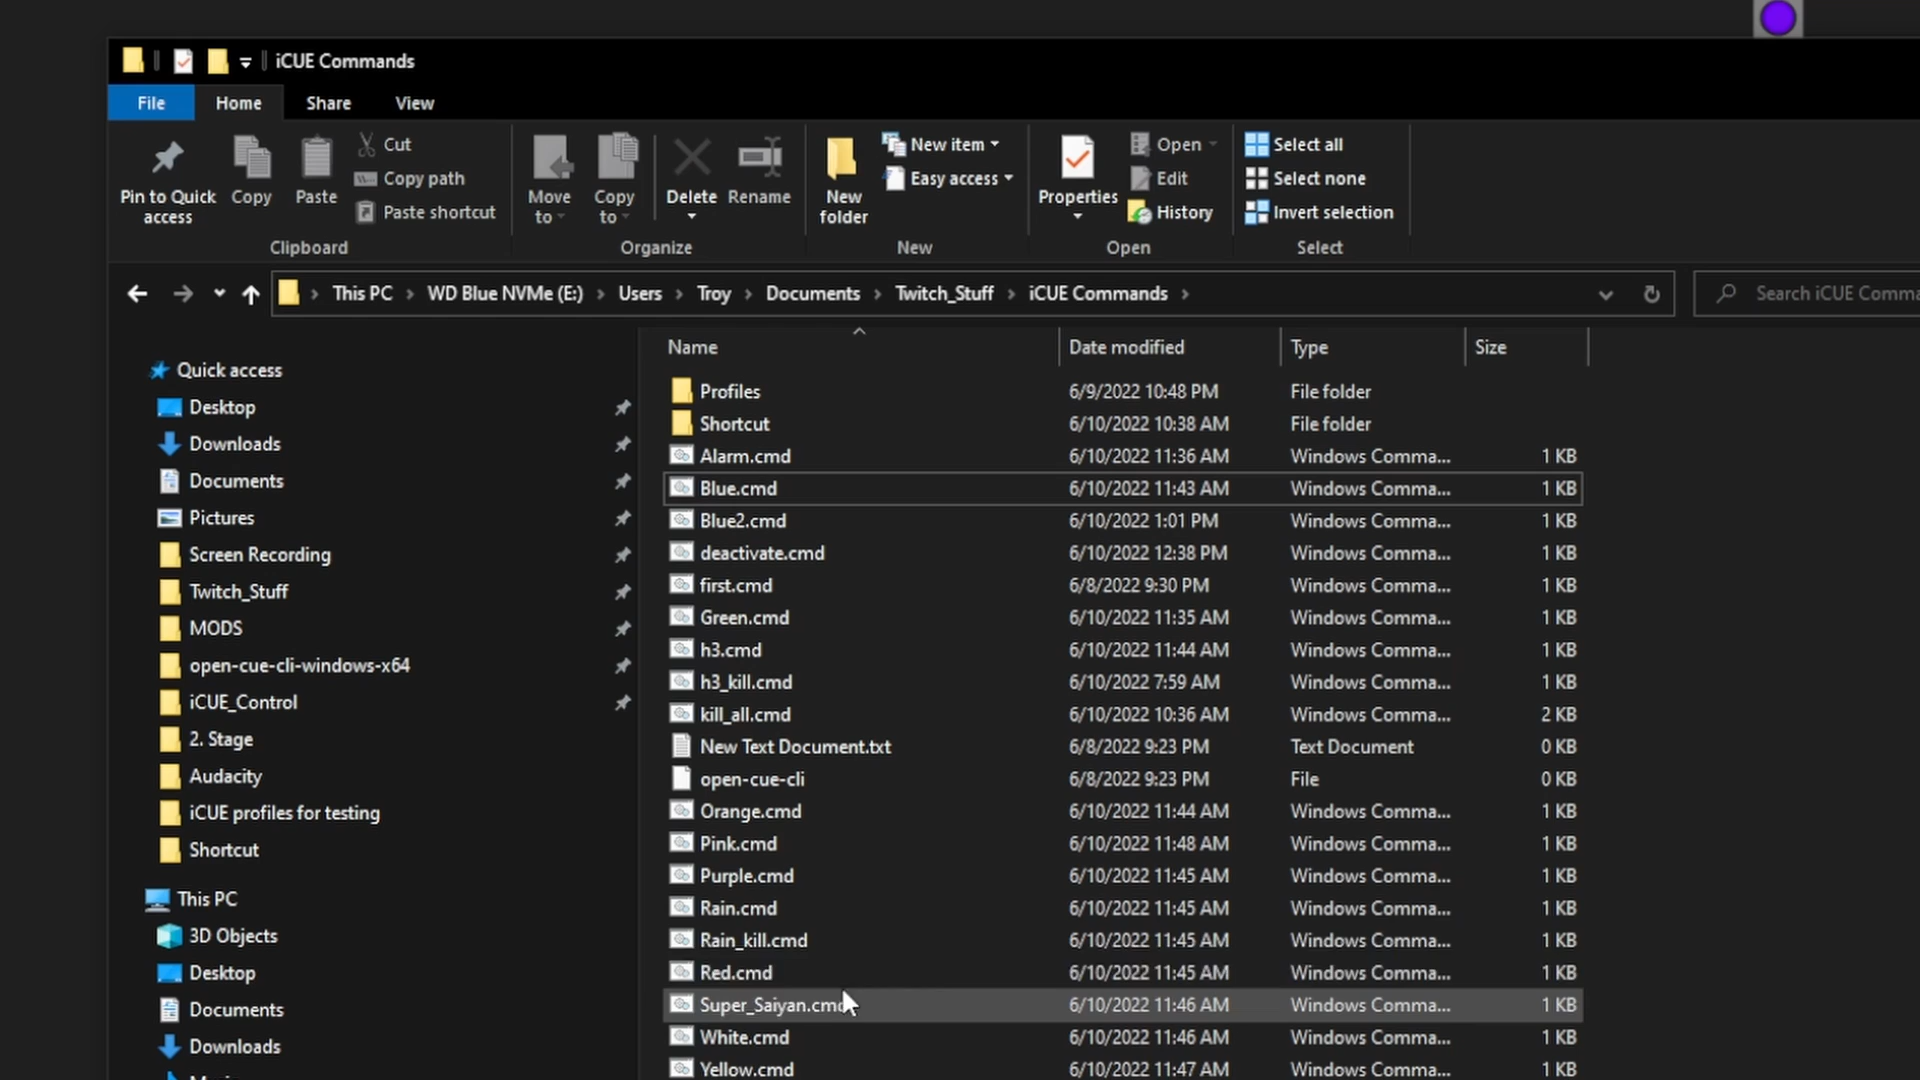 iCUE Commands
File Home Share View
Pin to Quick access
Copy
Paste
Cut
Copy path
Paste shortcut
Clipboard
Move to
Copy to
Delete
Rename
Organize
New folder
New item
Easy access
New
Properties
Open
Edit
History
Open
Select all
Select none
Invert selection
Select
This PC WD Blue NVMe (E:) Users Troy Documents Twitch_Stuff iCUE Commands
Search iCUE Comma
Quick access
Desktop
Downloads
Documents
Pictures
Screen Recording
Twitch_Stuff
MODS
open-cue-cli-windows-x64
iCUE_Control
2. Stage
Audacity
iCUE profiles for testing
Shortcut
This PC
3D Objects
Desktop
Documents
Downloads
Name Date modified Type Size
Profiles 6/9/2022 10:48 PM File folder
Shortcut 6/10/2022 10:38 AM File folder
Alarm.cmd 6/10/2022 11:36 AM Windows Comma... 1 KB
Blue.cmd 6/10/2022 11:43 AM Windows Comma... 1 KB
Blue2.cmd 6/10/2022 1:01 PM Windows Comma... 1 KB
deactivate.cmd 6/10/2022 12:38 PM Windows Comma... 1 KB
first.cmd 6/8/2022 9:30 PM Windows Comma... 1 KB
Green.cmd 6/10/2022 11:35 AM Windows Comma... 1 KB
h3.cmd 6/10/2022 11:44 AM Windows Comma... 1 KB
h3_kill.cmd 6/10/2022 7:59 AM Windows Comma... 1 KB
kill_all.cmd 6/10/2022 10:36 AM Windows Comma... 2 KB
New Text Document.txt 6/8/2022 9:23 PM Text Document 0 KB
open-cue-cli 6/8/2022 9:23 PM File 0 KB
Orange.cmd 6/10/2022 11:44 AM Windows Comma... 1 KB
Pink.cmd 6/10/2022 11:48 AM Windows Comma... 1 KB
Purple.cmd 6/10/2022 11:45 AM Windows Comma... 1 KB
Rain.cmd 6/10/2022 11:45 AM Windows Comma... 1 KB
Rain_kill.cmd 6/10/2022 11:45 AM Windows Comma... 1 KB
Red.cmd 6/10/2022 11:45 AM Windows Comma... 1 KB
Super_Saiyan.cmd 6/10/2022 11:46 AM Windows Comma... 1 KB
White.cmd 6/10/2022 11:46 AM Windows Comma... 1 KB
Yellow.cmd 6/10/2022 11:47 AM Windows Comma... 1 KB